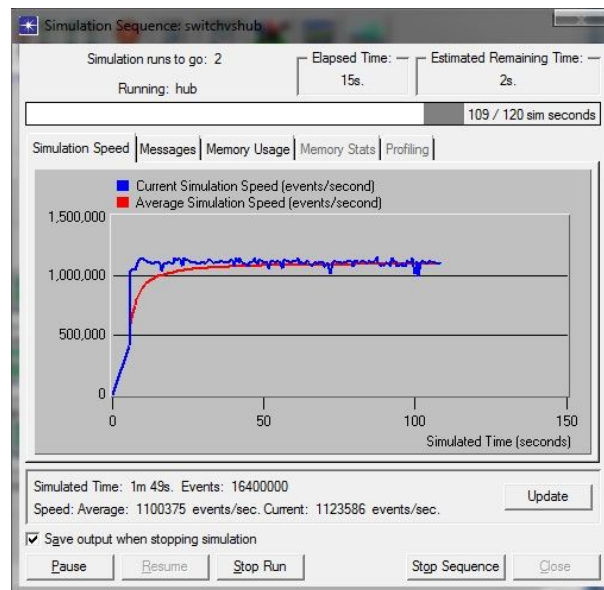 Simulation Sequence: switchvshub
Simulation runs to go: 2
Running: hub
Elapsed Time:
15s.
Estimated Remaining Time:
2s.
109 / 120 sim seconds
Simulation Speed Messages Memory Usage Memory Stats Profiling
Current Simulation Speed (events/second)
Average Simulation Speed (events/second)
1,500,000
1,000,000
500,000
0
0 50 100 150
Simulated Time (seconds)
Simulated Time: 1m 49s. Events: 16400000
Speed: Average: 1100375 events/sec. Current: 1123586 events/sec.
Update
Save output when stopping simulation
Pause Resume Stop Run Stop Sequence Close